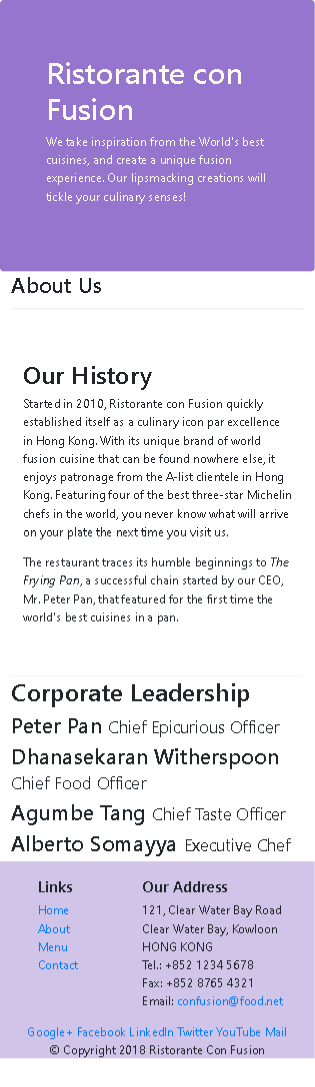 Ristorante con
Fusion
We take inspiration from the World's best
cuisines, and create a unique fusion
experience. Our lipsmacking creations will
tickle your culinary senses!
About Us
Our History
Started in 2010, Ristorante con Fusion quickly
established itself as a culinary icon par excellence
in Hong Kong. With its unique brand of world
fusion cuisine that can be found nowhere else, it
enjoys patronage from the A-list clientele in Hong
Kong. Featuring four of the best three-star Michelin
chefs in the world, you never know what will arrive
on your plate the next time you visit us.
The restaurant traces its humble beginnings to The
Frying Pan, a successful chain started by our CEO,
Mr. Peter Pan, that featured for the first time the
world's best cuisines in a pan.
Corporate Leadership
Peter Pan Chief Epicurious Officer
Dhanasekaran Witherspoon
Chief Food Officer
Agumbe Tang Chief Taste Officer
Alberto Somayya Executive Chef
Links
Home
About
Menu
Contact
Our Address
121, Clear Water Bay Road
Clear Water Bay, Kowloon
HONG KONG
Tel.: +852 1234 5678
Fax: +852 8765 4321
Email: confusion@food.net
Google+ Facebook LinkedIn Twitter YouTube Mail
© Copyright 2018 Ristorante Con Fusion